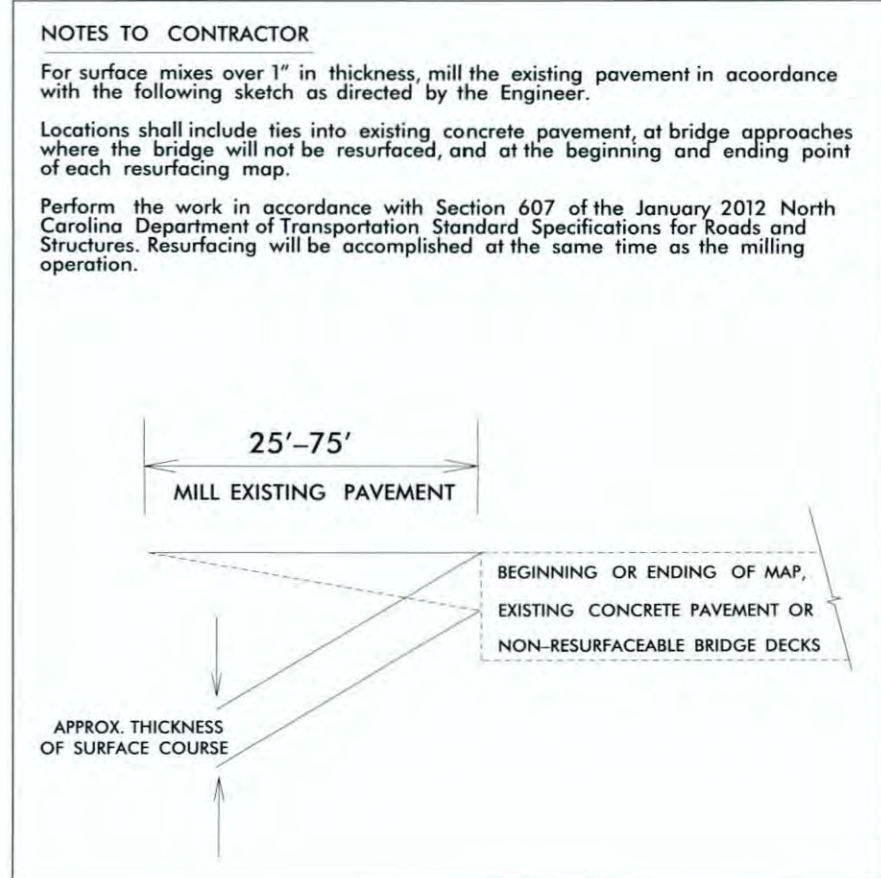 NOTES TO CONTRACTOR
For surface mixes over 1" in thickness, mill the existing pavement in acoordance
with the following sketch as directed by the Engineer.
Locations shall include ties into existing concrete pavement, at bridge approaches
where the bridge will not be resurfaced, and at the beginning and ending point
of each resurfacing map.
Perform the work in accordance with Section 607 of the January 2012 North
Carolina Department of Transportation Standard Specifications for Roads and
Structures. Resurfacing will be accomplished at the same time as the milling
operation.
25'–75'
MILL EXISTING PAVEMENT
BEGINNING OR ENDING OF MAP,
EXISTING CONCRETE PAVEMENT OR
NON–RESURFACEABLE BRIDGE DECKS
APPROX. THICKNESS
OF SURFACE COURSE